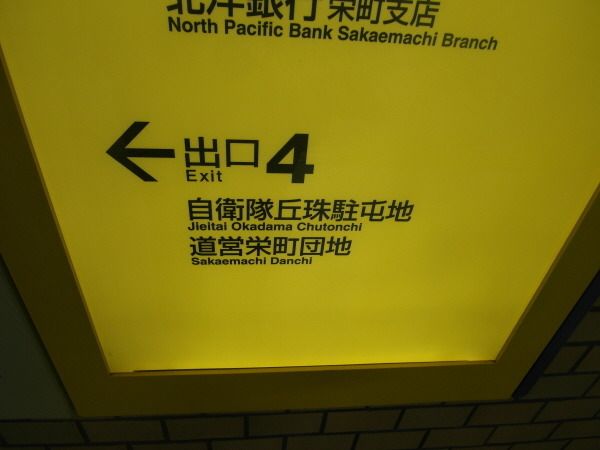 北洋銀行 栄町支店
North Pacific Bank Sakaemachi Branch
← 出口 4
Exit
自衛隊丘珠駐屯地
Jieitai Okadama Chutonchi
道営栄町団地
Sakaemachi Danchi